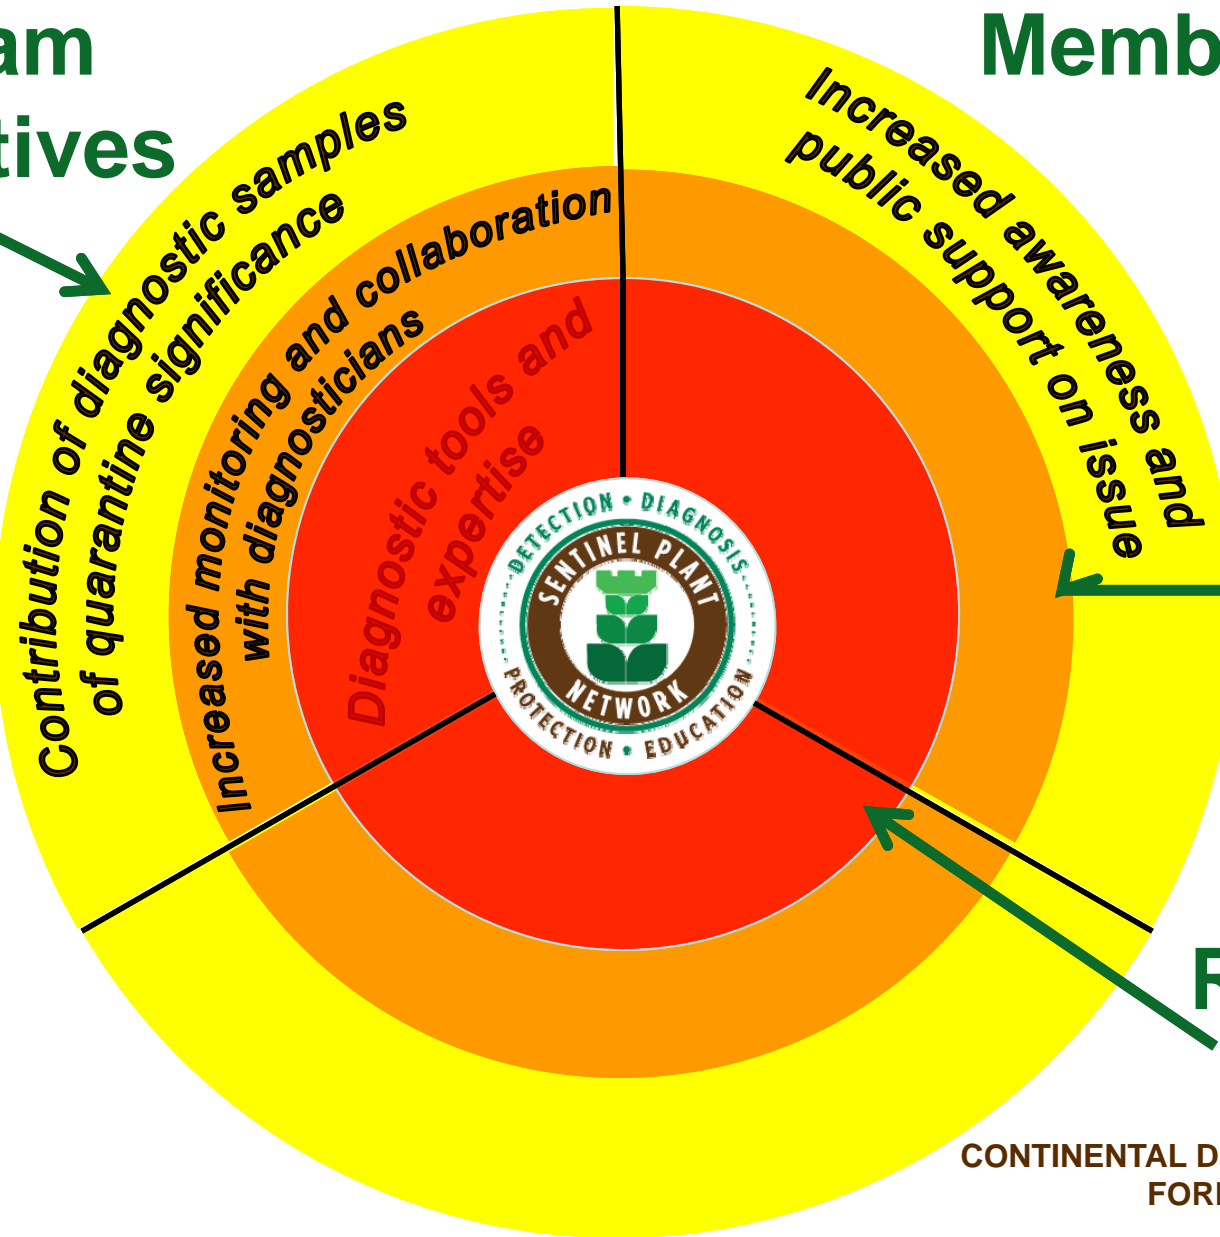 am
tives
Memb
Contribution of diagnostic samples
of quarantine significance
Increased monitoring and collaboration
with diagnosticians
Diagnostic tools and
expertise
Increased awareness and
public support on issue
DETECTION • DIAGNOSIS
SENTINEL PLANT
NETWORK
PROTECTION • EDUCATION
R
CONTINENTAL D
FOR